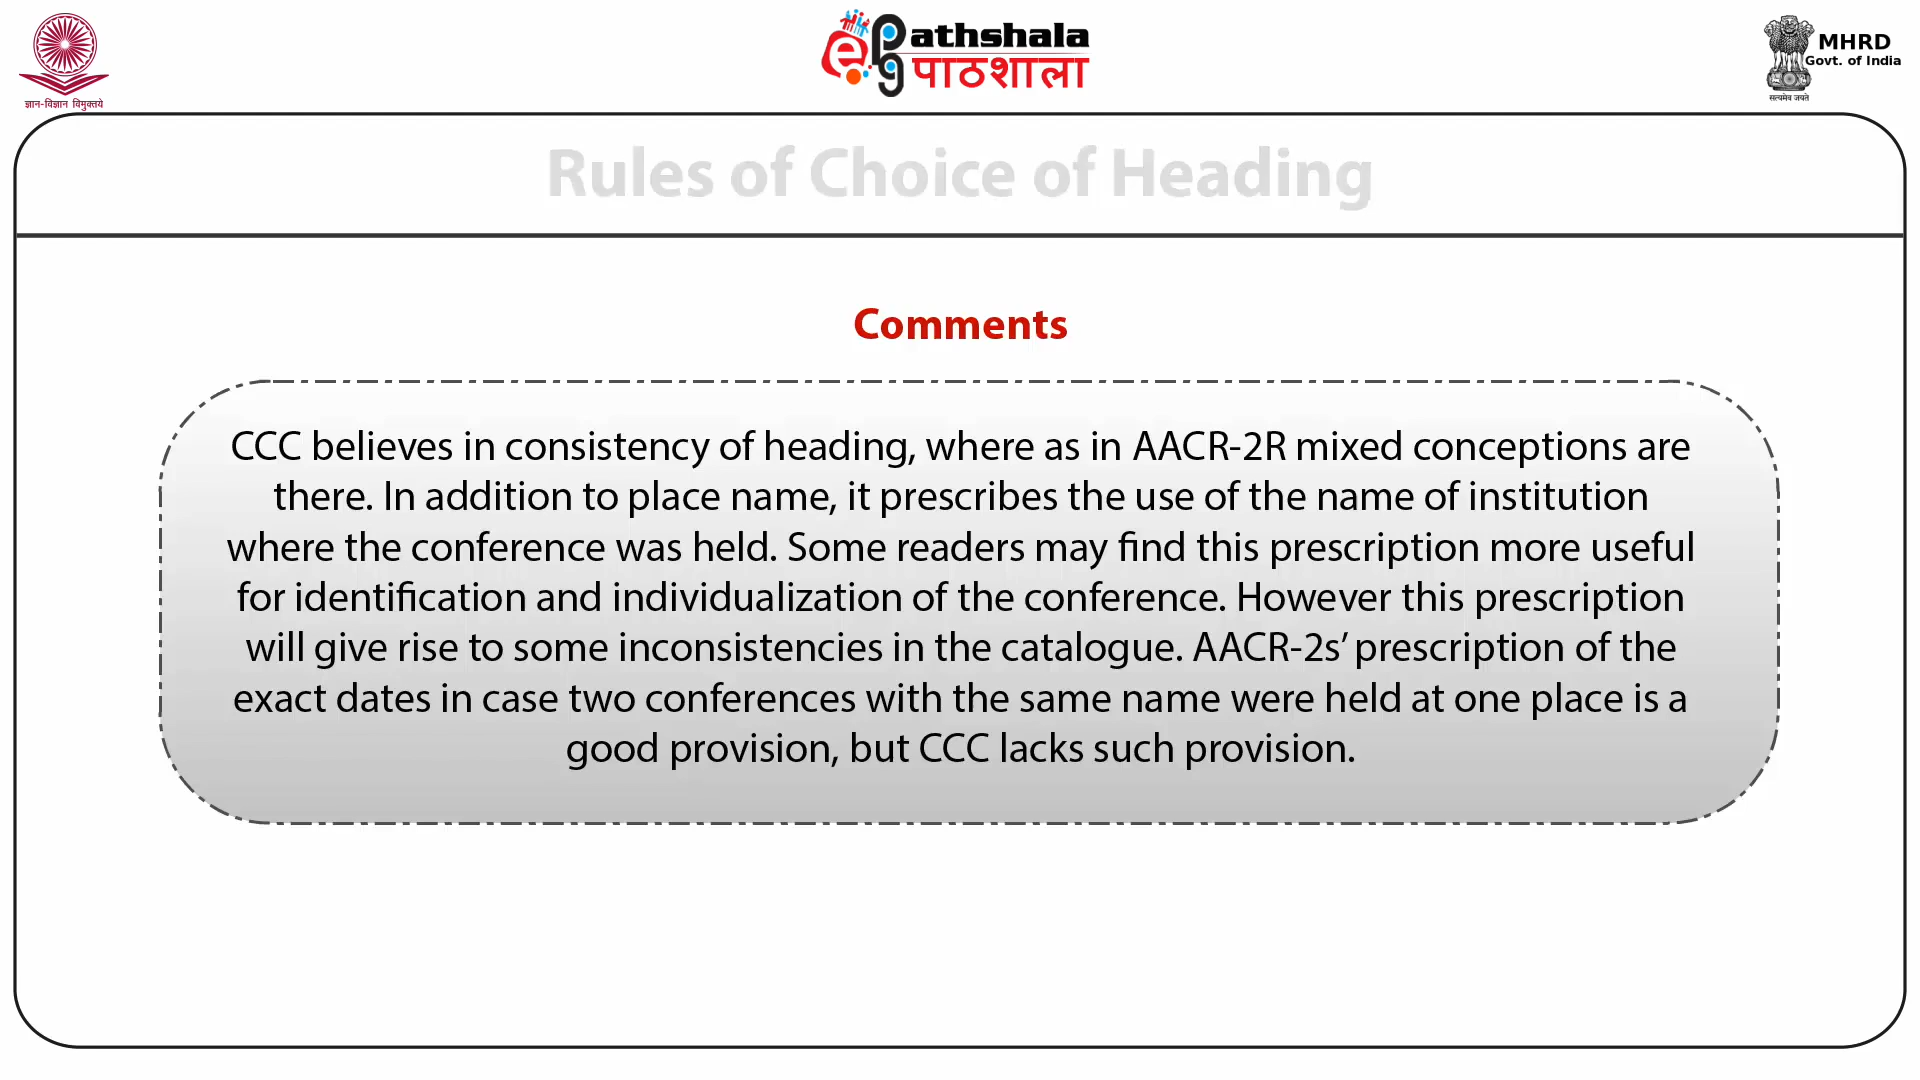 ज्ञान-विज्ञान विमुक्तये
ePathshala
पाठशाला
MHRD
Govt. of India
सत्यमेव जयते
Rules of Choice of Heading
Comments
CCC believes in consistency of heading, where as in AACR-2R mixed conceptions are
there. In addition to place name, it prescribes the use of the name of institution
where the conference was held. Some readers may find this prescription more useful
for identification and individualization of the conference. However this prescription
will give rise to some inconsistencies in the catalogue. AACR-2s’ prescription of the
exact dates in case two conferences with the same name were held at one place is a
good provision, but CCC lacks such provision.